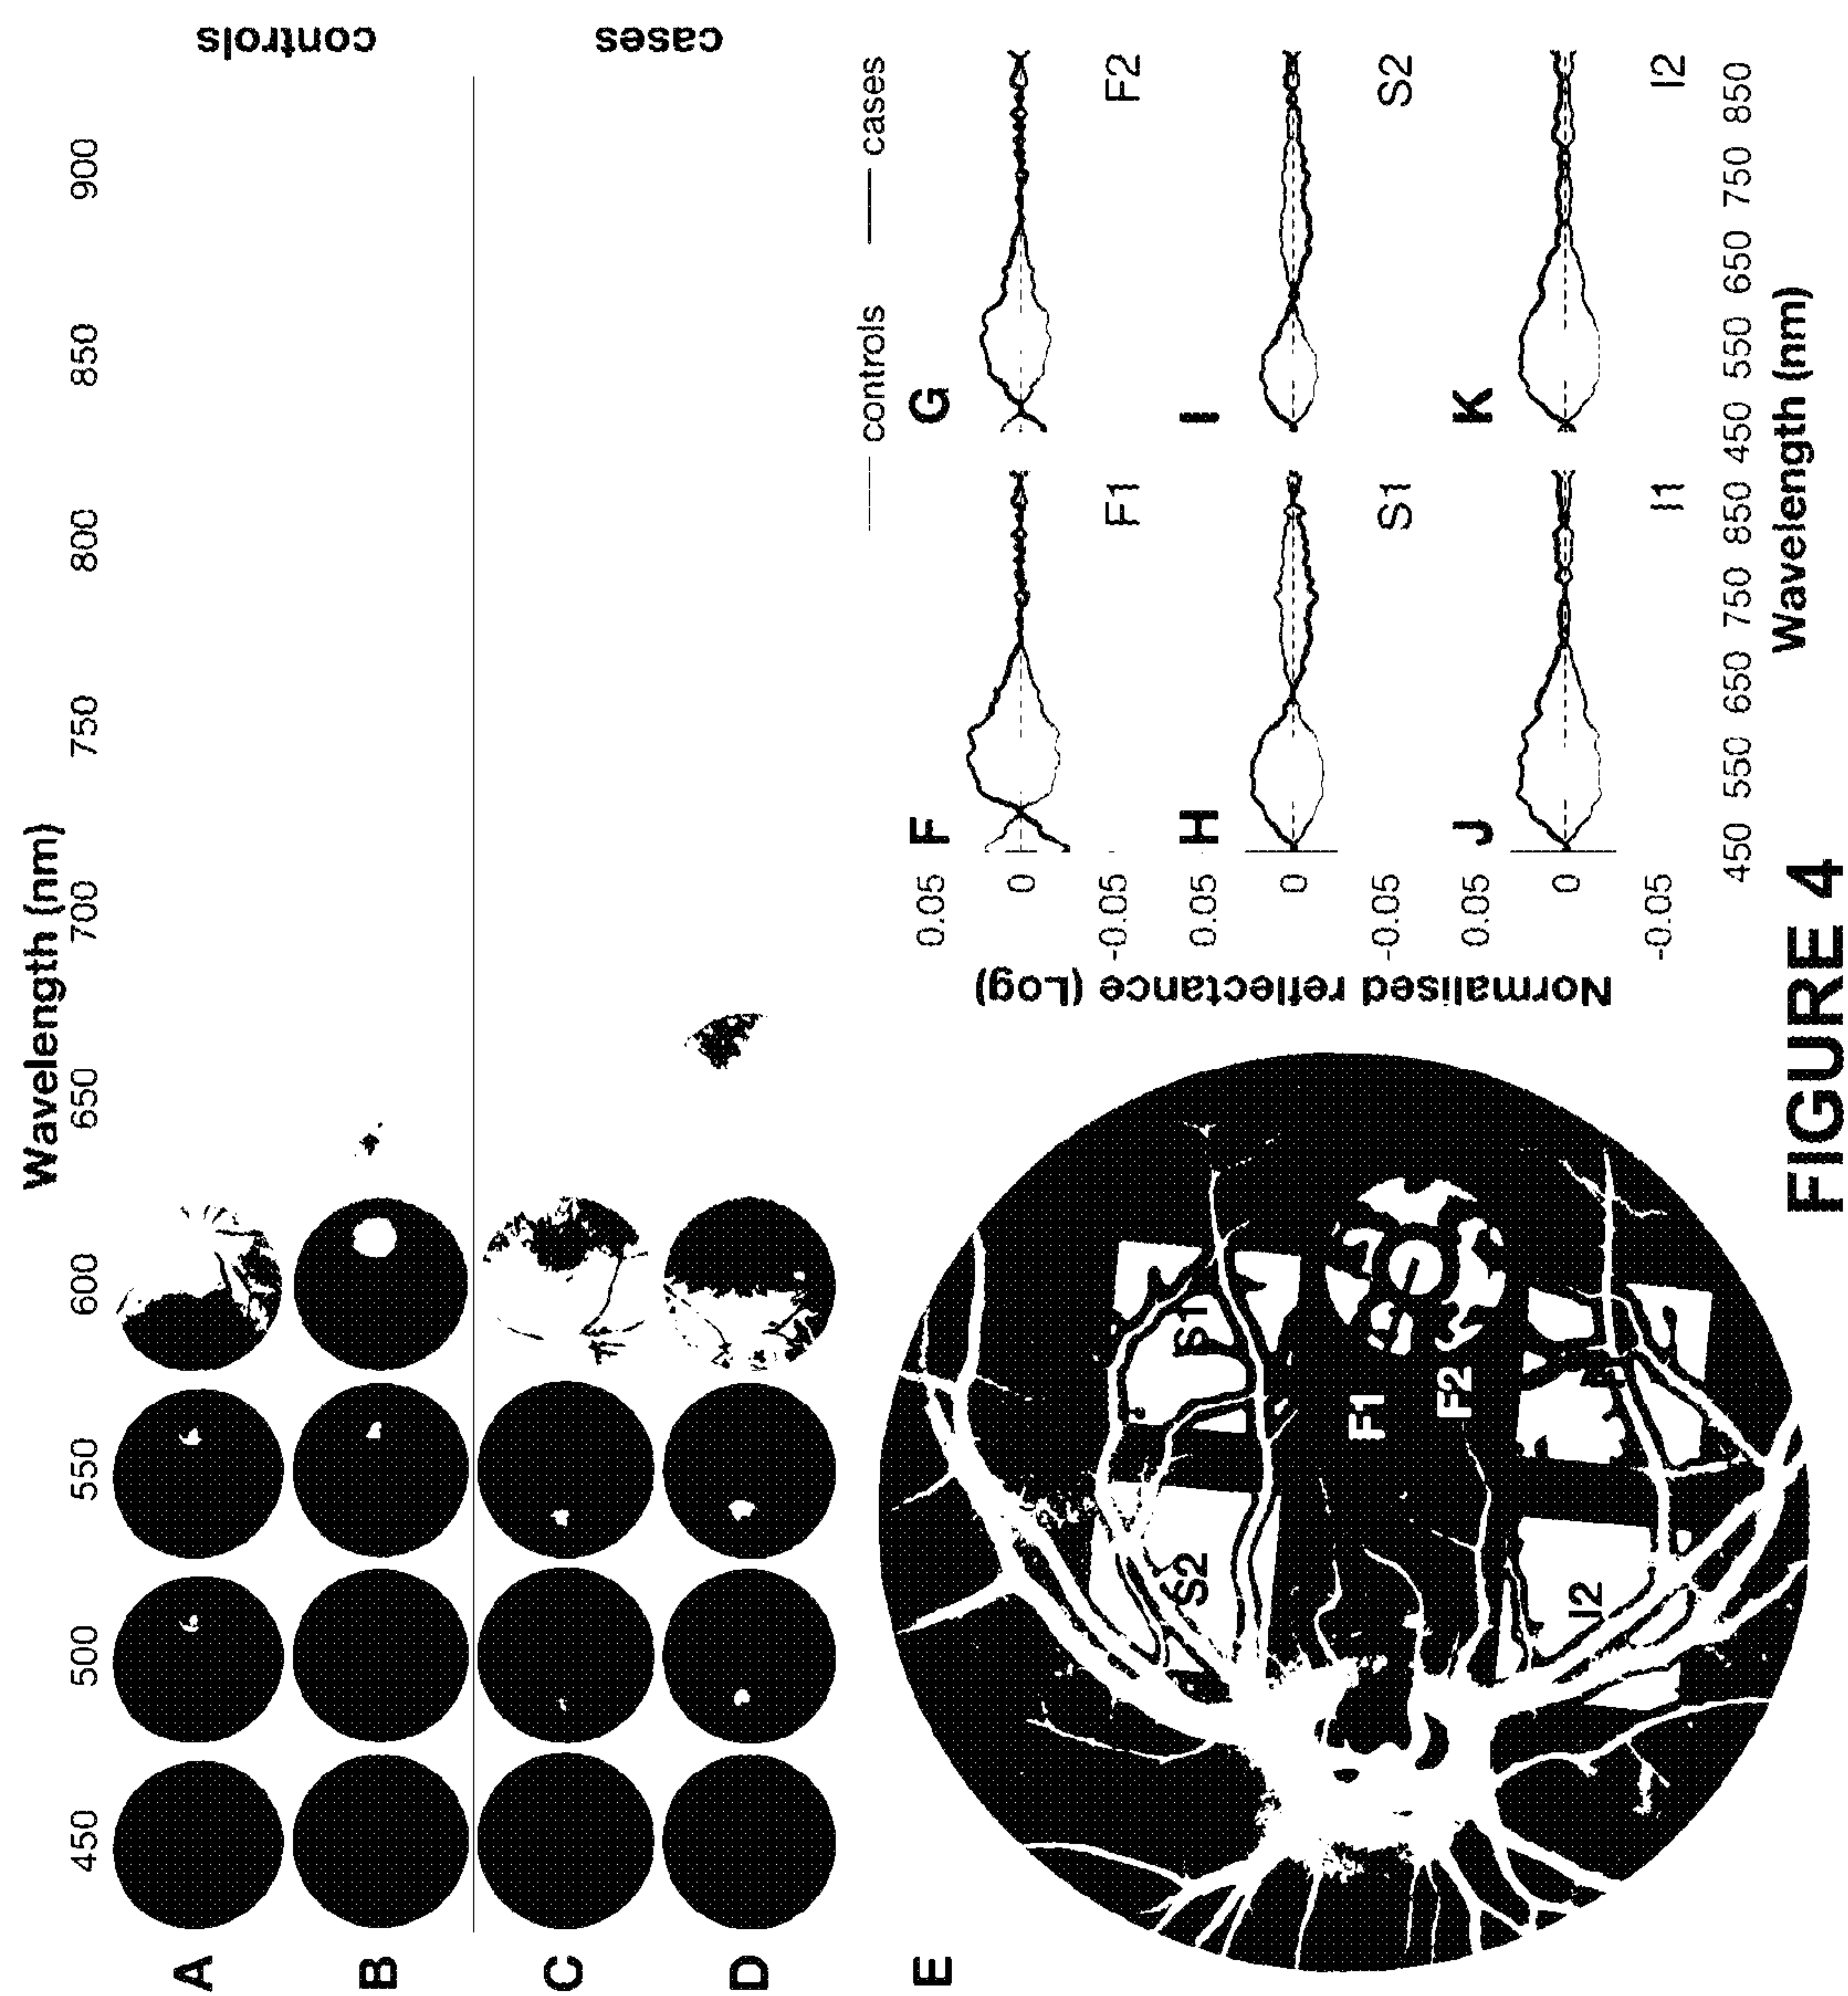 Wavelength (nm)
450 500 550 600 650 700 750 800 850 900
A
B
controls
C
D
cases
E
S2
S1
F1
F2
I2
controls
cases
Normalised reflectance (Log)
F
0.05
0
-0.05
F1
G
F2
H
0.05
0
-0.05
S1
I
S2
J
0.05
0
-0.05
I1
K
I2
450 550 650 750 850 450 550 650 750 850
Wavelength (nm)
FIGURE 4